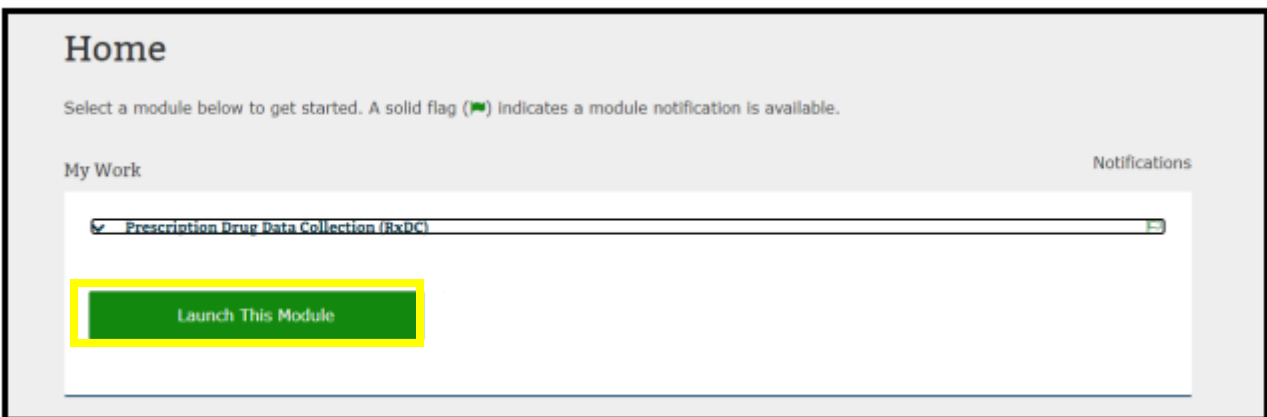 Home
Select a module below to get started. A solid flag () indicates a module notification is available.
My Work
Notifications
Prescription Drug Data Collection (RxDC)
Launch This Module